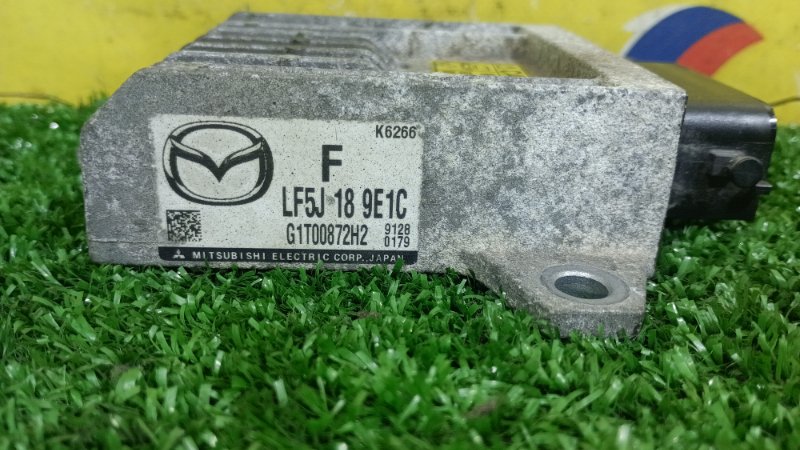 K6266
F
LF5J 18 9E1C
G1T00872H2 9128
0179
MITSUBISHI ELECTRIC CORP. JAPAN